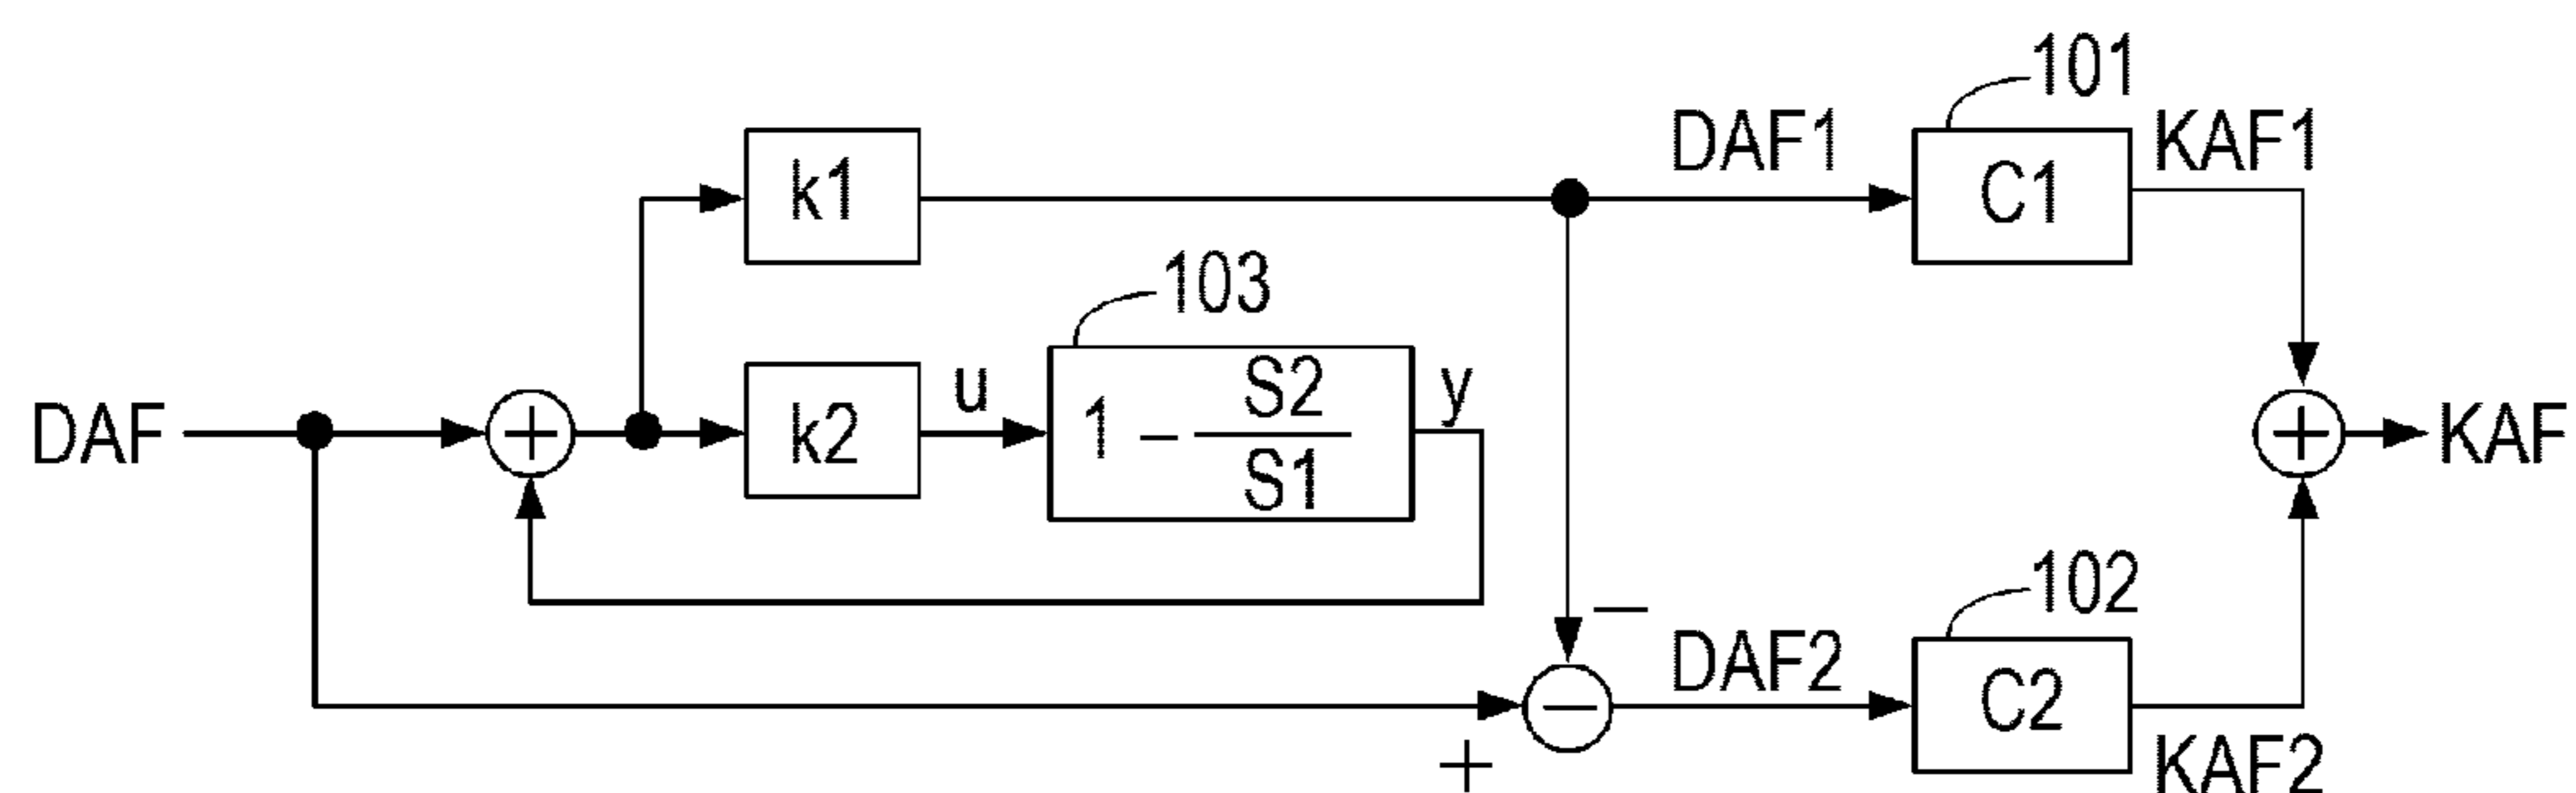 101
DAF1
KAF1
k1
C1
103
S2
u
y
1 –
DAF
+
k2
S1
+
KAF
102
–
DAF2
–
C2
+
KAF2